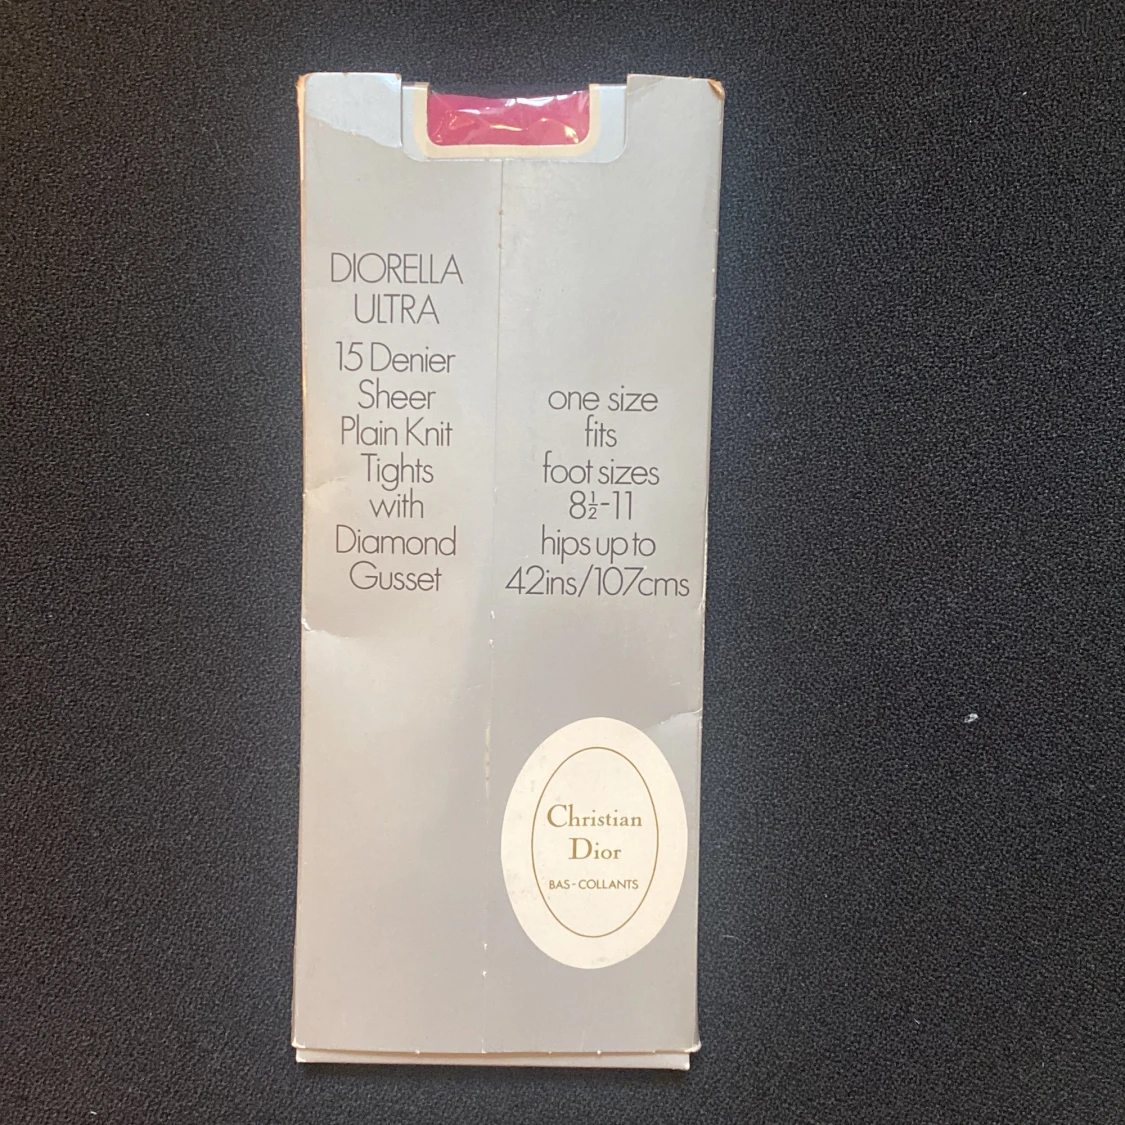 DIORELLA
ULTRA
15 Denier
Sheer
Plain Knit
Tights
with
Diamond
Gusset
one size
fits
foot sizes
8½-11
hips up to
42ins/107cms
Christian
Dior
BAS-COLLANTS